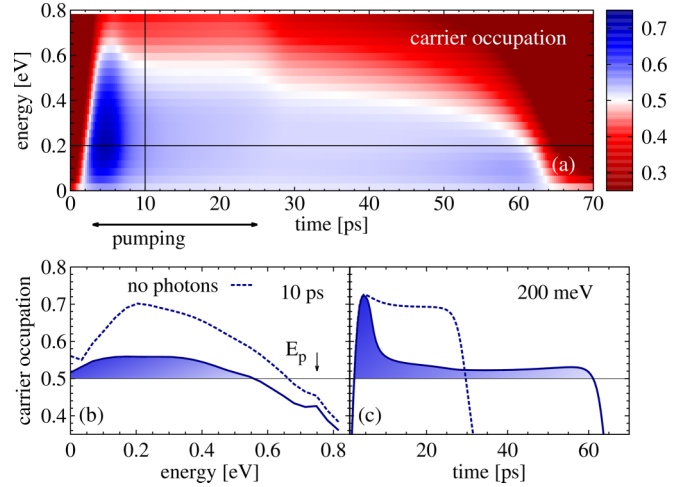 0.8
0.6
0.4
0.2
0
energy [eV]
carrier occupation
(a)
0.7
0.6
0.5
0.4
0.3
0 10 20 30 40 50 60 70
time [ps]
pumping
0.8
0.7
0.6
0.5
0.4
carrier occupation
no photons
10 ps
E_p
(b)
0 0.2 0.4 0.6 0.8
energy [eV]
200 meV
(c)
20 40 60
time [ps]